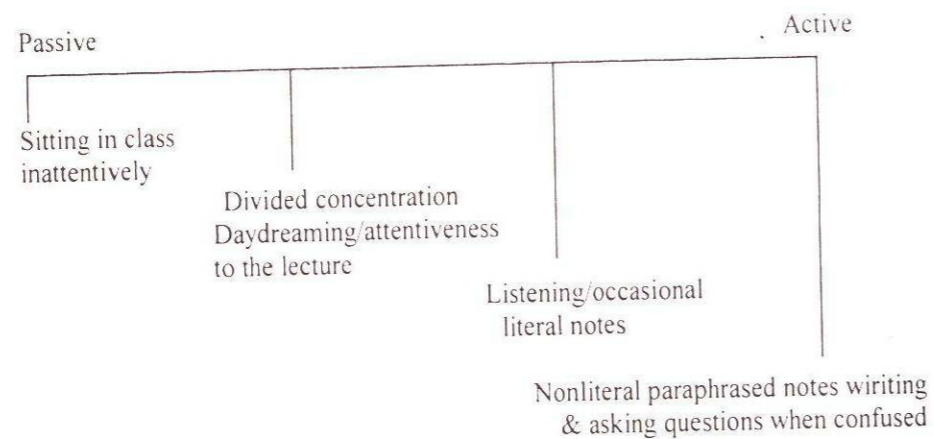 Passive
Active
Sitting in class
inattentively
Divided concentration
Daydreaming/attentiveness
to the lecture
Listening/occasional
literal notes
Nonliteral paraphrased notes wiriting
& asking questions when confused